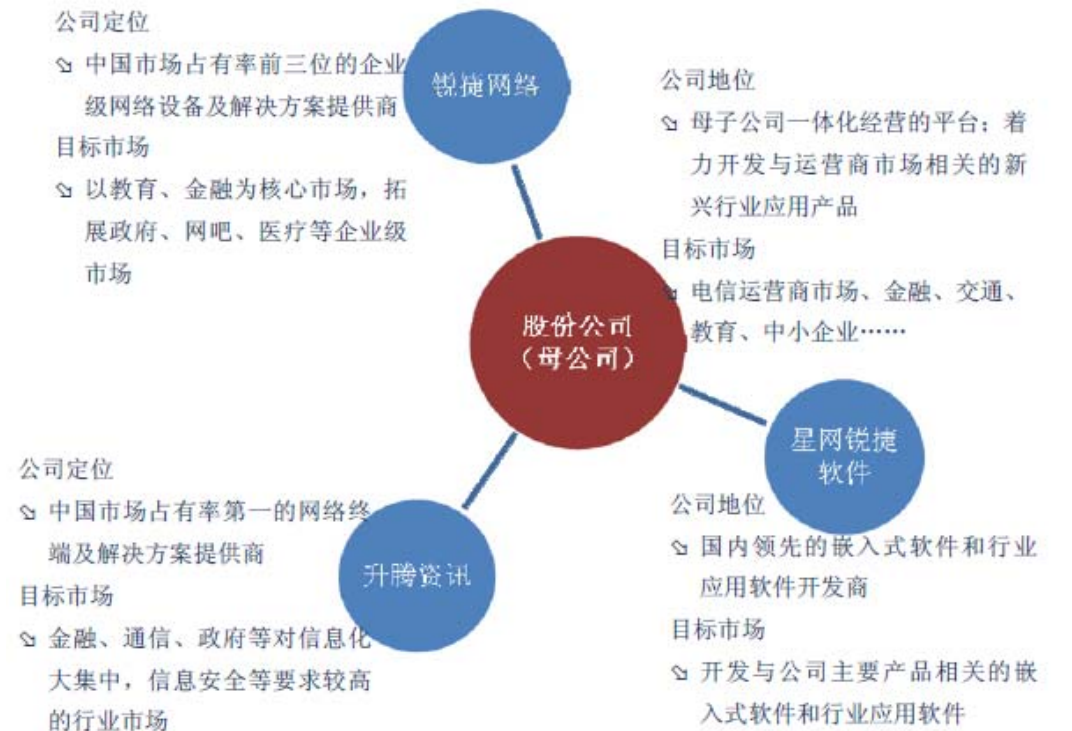 公司定位
中国市场占有率前三位的企业
级网络设备及解决方案提供商
目标市场
以教育、金融为核心市场，拓
展政府、网吧、医疗等企业级
市场
锐捷网络
公司地位
母子公司一体化经营的平台；着
力开发与运营商市场相关的新
兴行业应用产品
目标市场
电信运营商市场、金融、交通、
教育、中小企业……
股份公司
（母公司）
星网锐捷
软件
公司定位
中国市场占有率第一的网络终
端及解决方案提供商
目标市场
金融、通信、政府等对信息化
大集中，信息安全等要求较高
的行业市场
升腾资讯
公司地位
国内领先的嵌入式软件和行业
应用软件开发商
目标市场
开发与公司主要产品相关的嵌
入式软件和行业应用软件